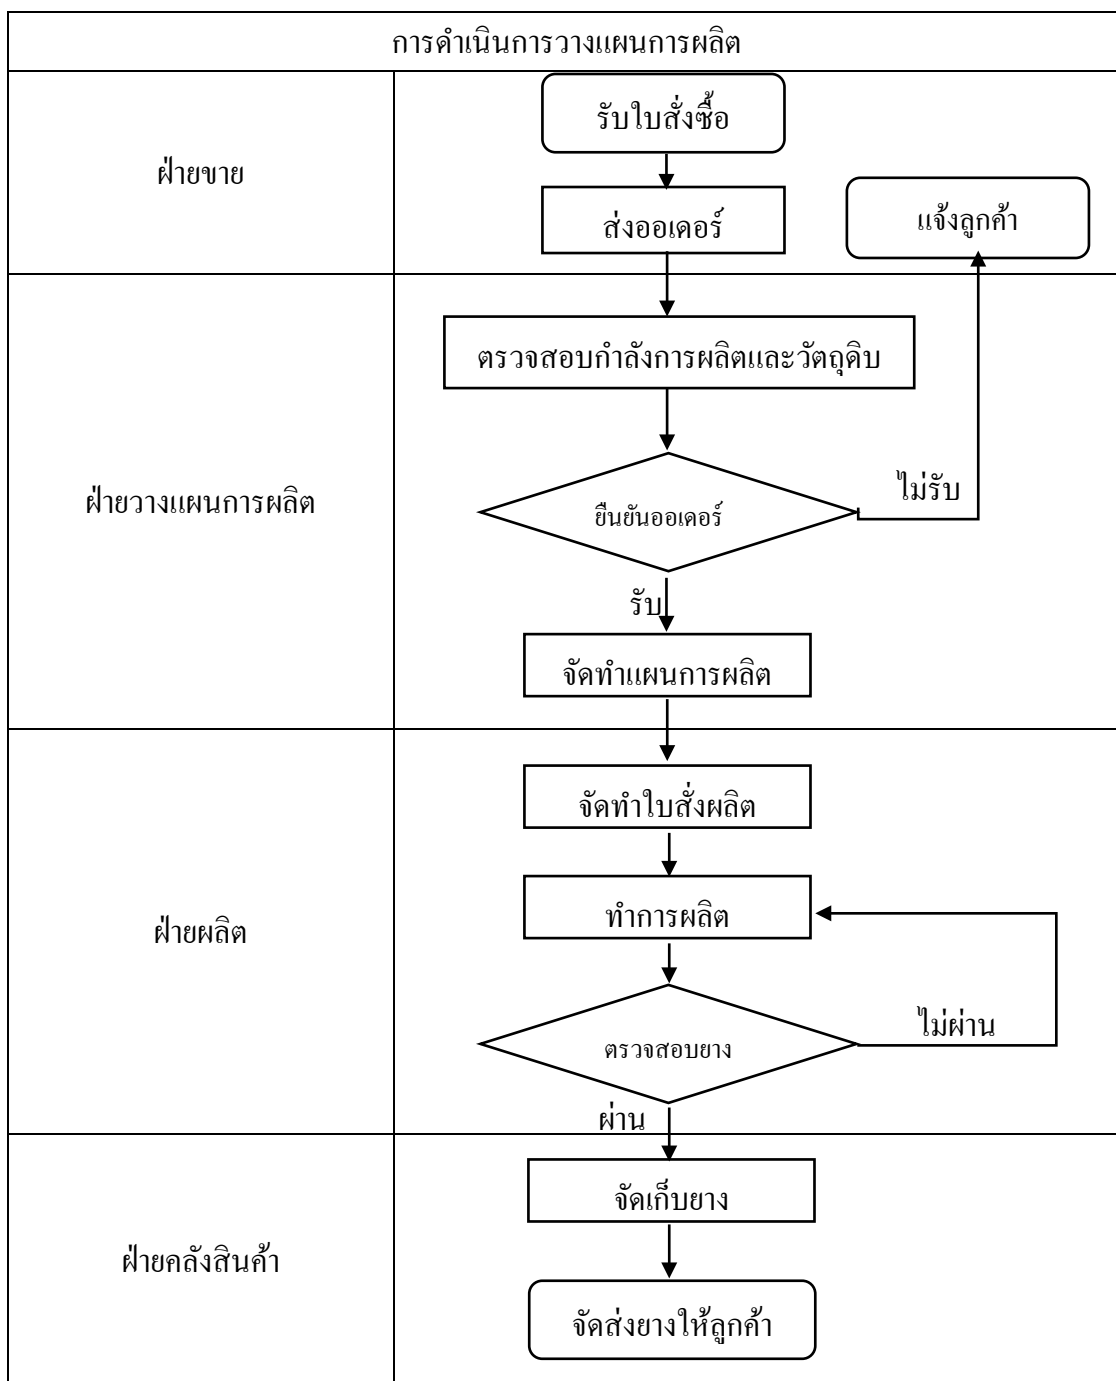 การดำเนินการวางแผนการผลิต
ฝ่ายขาย
รับใบสั่งซื้อ
ส่งออเดอร์
แจ้งลูกค้า
ฝ่ายวางแผนการผลิต
ตรวจสอบกำลังการผลิตและวัตถุดิบ
ยืนยันออเดอร์
ไม่รับ
รับ
จัดทำแผนการผลิต
ฝ่ายผลิต
จัดทำใบสั่งผลิต
ทำการผลิต
ตรวจสอบยาง
ไม่ผ่าน
ผ่าน
ฝ่ายคลังสินค้า
จัดเก็บยาง
จัดส่งยางให้ลูกค้า